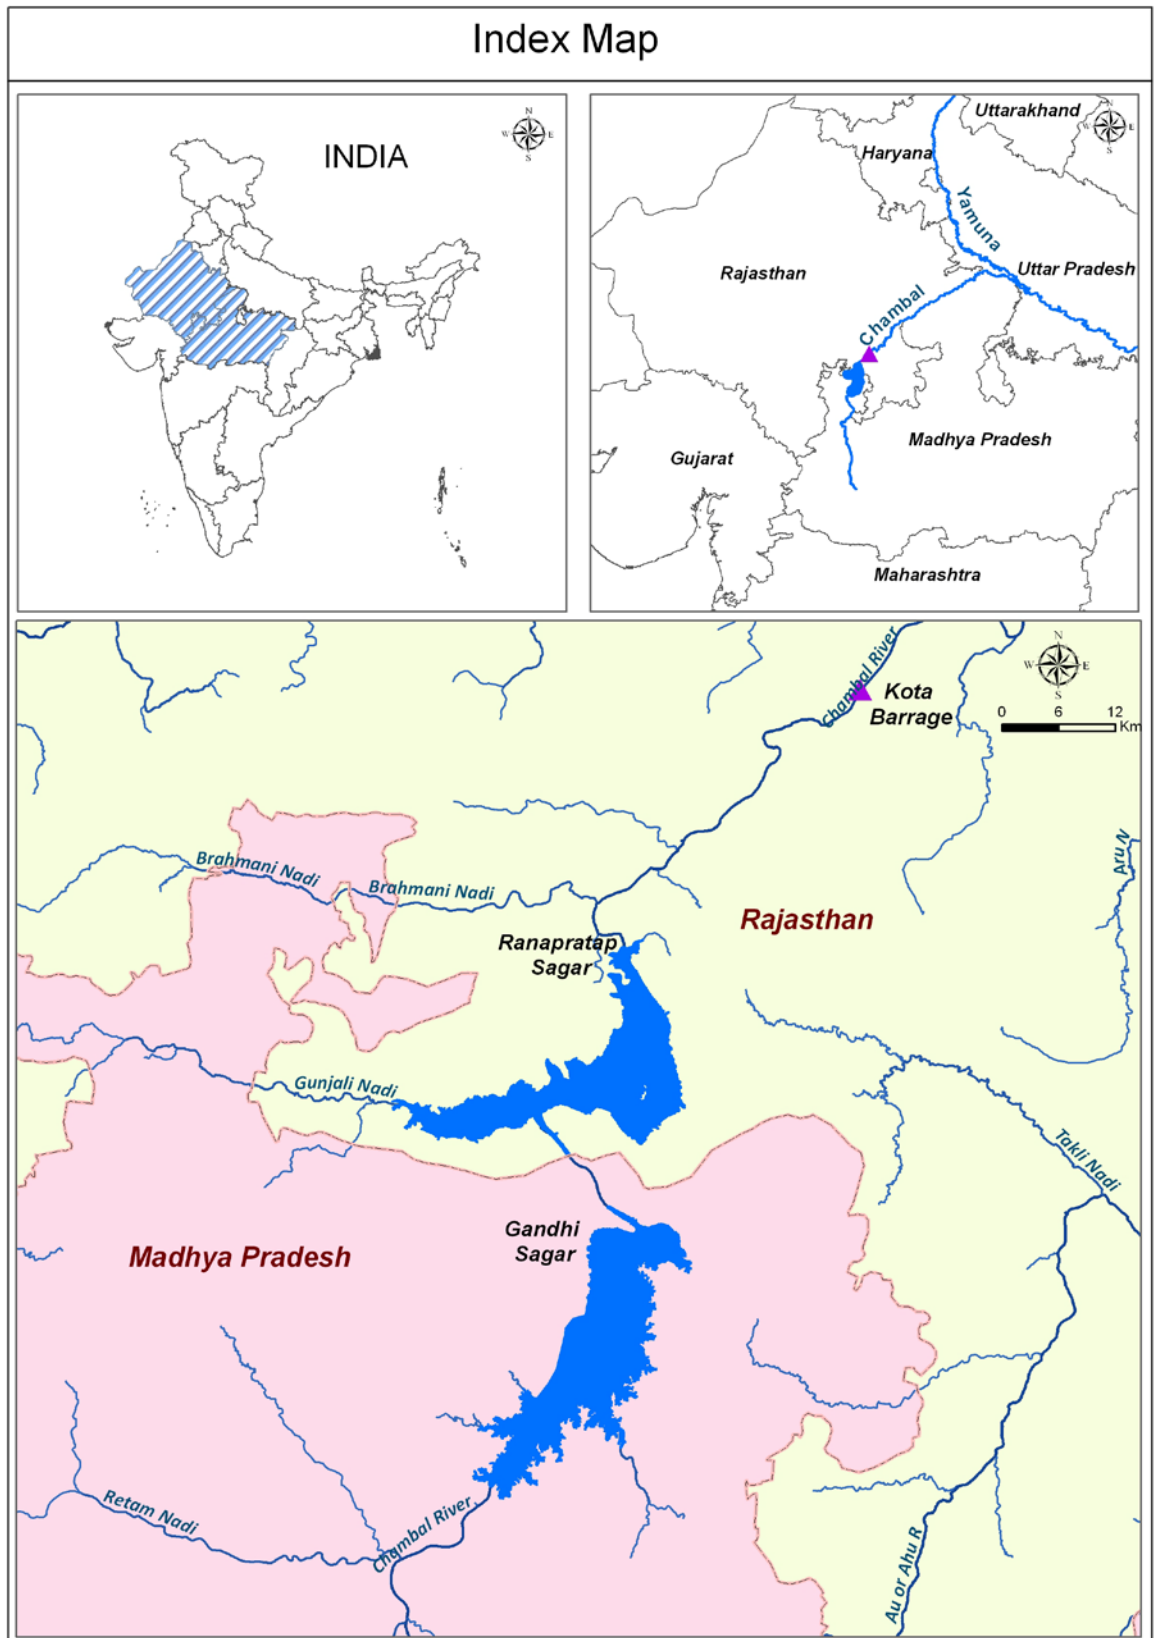 Index Map
INDIA
N
W E
S
Uttarakhand
N
W E
S
Haryana
Yamuna
Rajasthan
Uttar Pradesh
Chambal
Madhya Pradesh
Gujarat
Maharashtra
Chambal River
N
W E
S
Kota
Barrage
0 6 12
Km
Aru N
Brahmani Nadi
Brahmani Nadi
Rajasthan
Ranapratap
Sagar
Gunjali Nadi
Takli Nadi
Gandhi
Sagar
Madhya Pradesh
Retam Nadi
Chambal River
Au or Ahu R